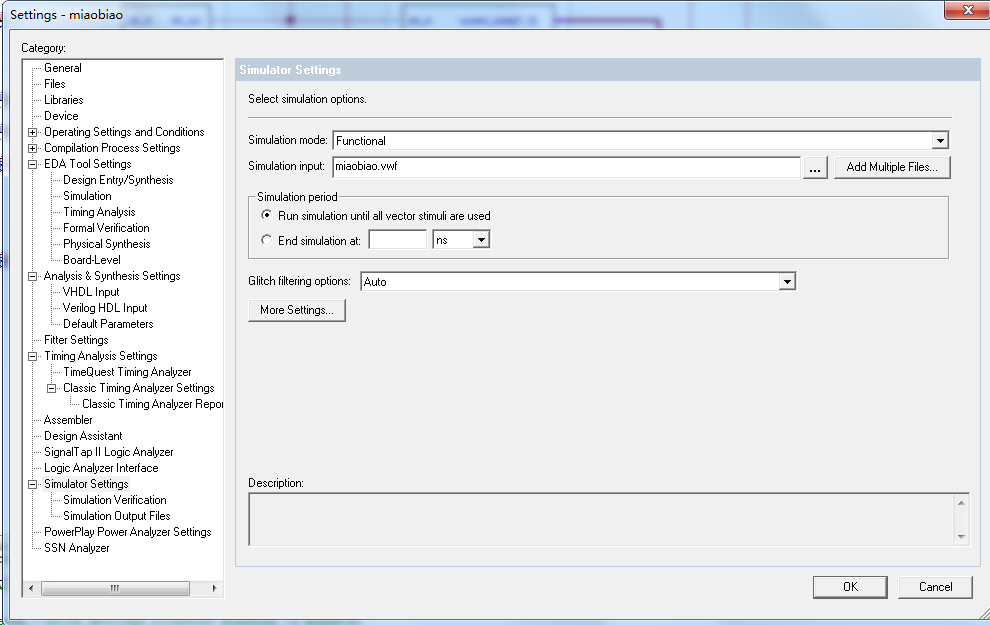 Settings - miaobiao
Category:
General
Files
Libraries
Device
Operating Settings and Conditions
Compilation Process Settings
EDA Tool Settings
Design Entry/Synthesis
Simulation
Timing Analysis
Formal Verification
Physical Synthesis
Board-Level
Analysis & Synthesis Settings
VHDL Input
Verilog HDL Input
Default Parameters
Fitter Settings
Timing Analysis Settings
TimeQuest Timing Analyzer
Classic Timing Analyzer Settings
Classic Timing Analyzer Repor
Assembler
Design Assistant
SignalTap II Logic Analyzer
Logic Analyzer Interface
Simulator Settings
Simulation Verification
Simulation Output Files
PowerPlay Power Analyzer Settings
SSN Analyzer
Simulator Settings
Select simulation options.
Simulation mode: Functional
Simulation input: miaobiao.vwf ... Add Multiple Files...
Simulation period
Run simulation until all vector stimuli are used
End simulation at: ns
Glitch filtering options: Auto
More Settings...
Description:
OK Cancel